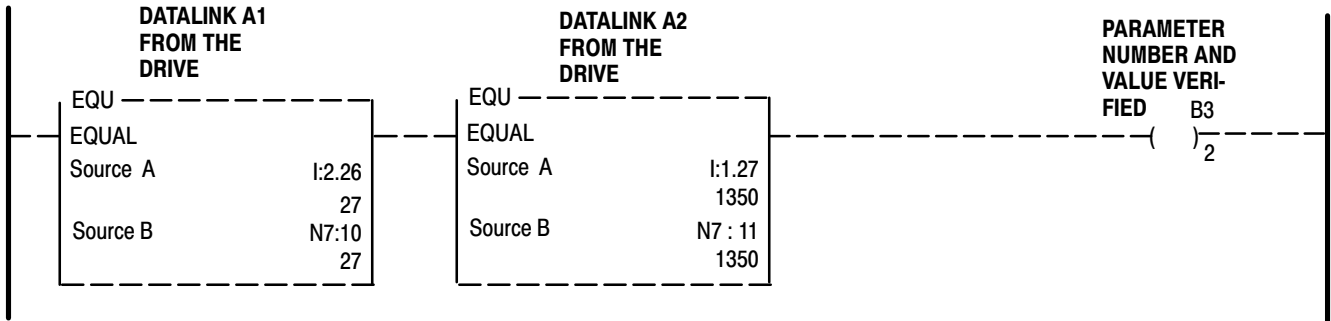 DATALINK A1
FROM THE
DRIVE
EQU
EQUAL
Source A
I:2.26
27
Source B
N7:10
27
DATALINK A2
FROM THE
DRIVE
EQU
EQUAL
Source A
I:1.27
1350
Source B
N7 : 11
1350
PARAMETER
NUMBER AND
VALUE VERI-
FIED
B3
( )
2